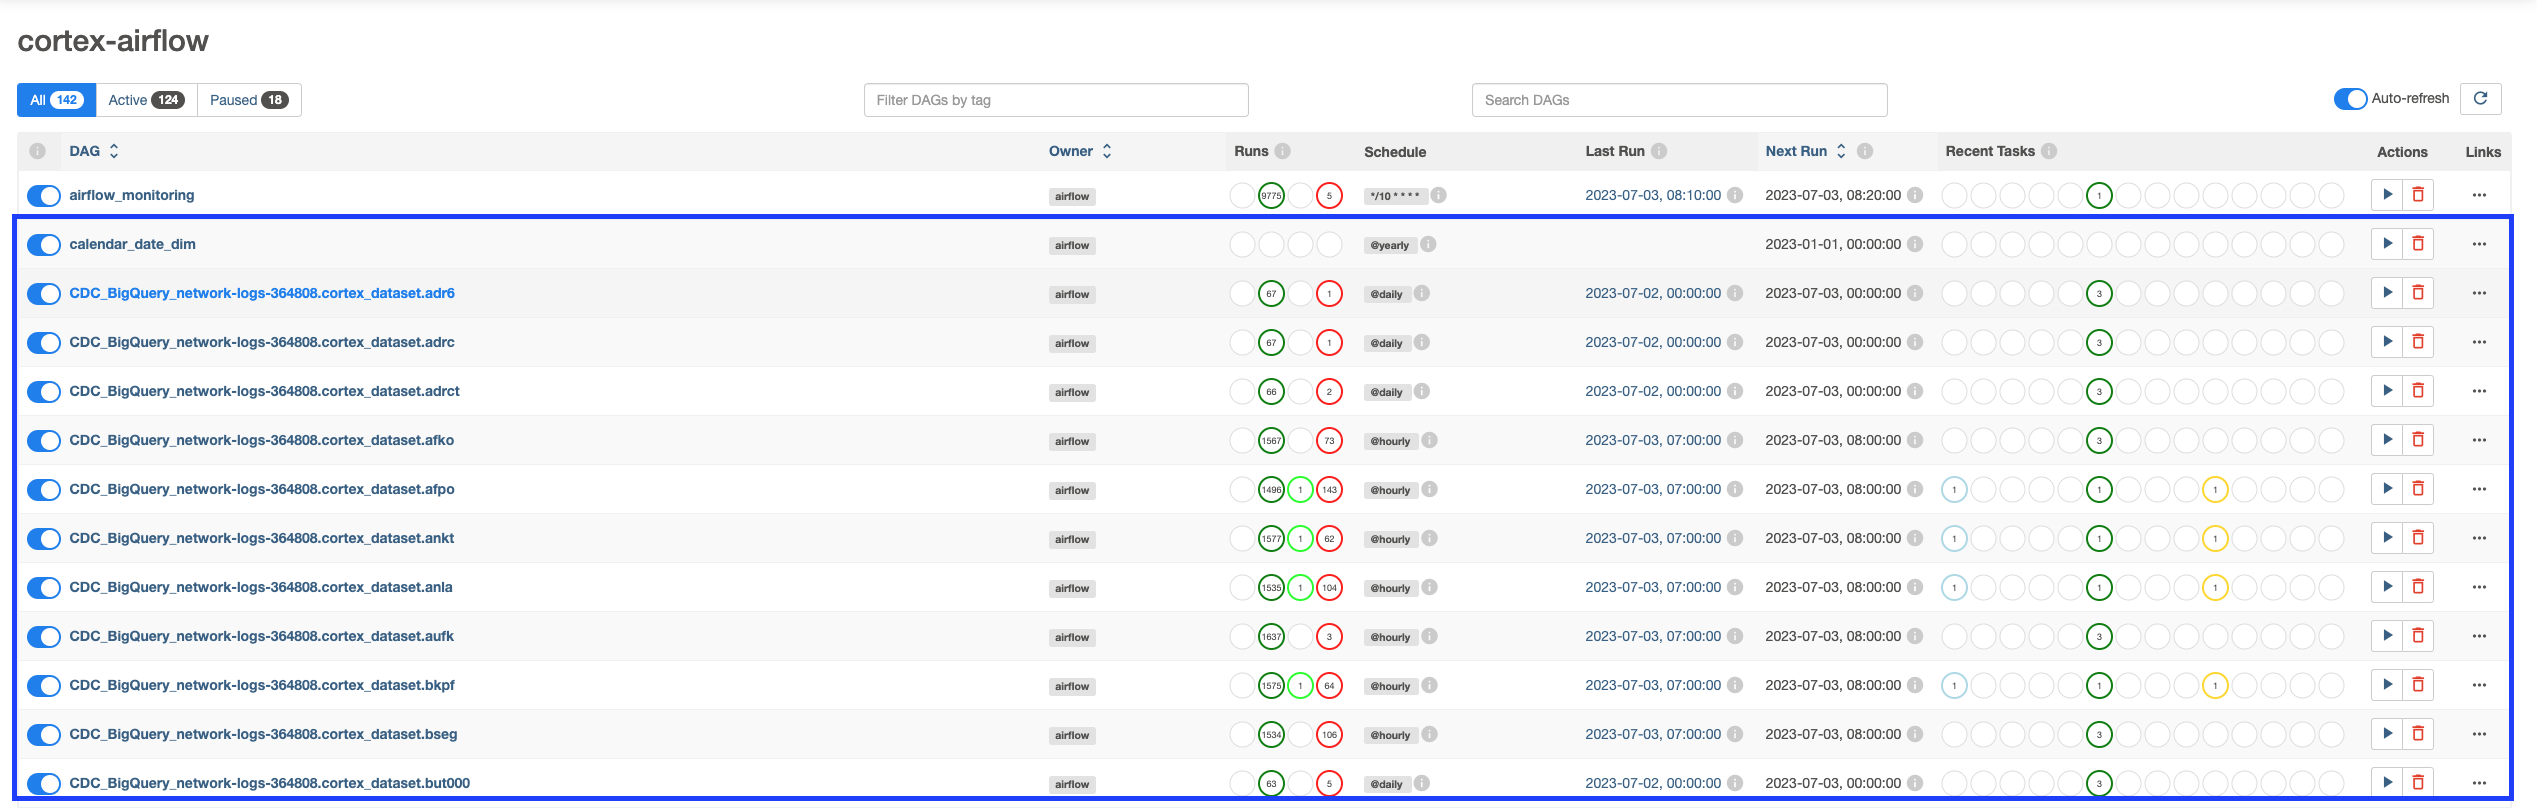 cortex-airflow
All 142 Active 124 Paused 18 Filter DAGs by tag Search DAGs Auto-refresh
DAG Owner Runs Schedule Last Run Next Run Recent Tasks Actions Links
airflow_monitoring airflow 9775 5 */10 * * * * 2023-07-03, 08:10:00 2023-07-03, 08:20:00 1
calendar_date_dim airflow @yearly 2023-01-01, 00:00:00
CDC_BigQuery_network-logs-364808.cortex_dataset.adr6 airflow 67 1 @daily 2023-07-02, 00:00:00 2023-07-03, 00:00:00 3
CDC_BigQuery_network-logs-364808.cortex_dataset.adrc airflow 67 1 @daily 2023-07-02, 00:00:00 2023-07-03, 00:00:00 3
CDC_BigQuery_network-logs-364808.cortex_dataset.adrct airflow 66 2 @daily 2023-07-02, 00:00:00 2023-07-03, 00:00:00 3
CDC_BigQuery_network-logs-364808.cortex_dataset.afko airflow 1567 73 @hourly 2023-07-03, 07:00:00 2023-07-03, 08:00:00 3
CDC_BigQuery_network-logs-364808.cortex_dataset.afpo airflow 1496 1 143 @hourly 2023-07-03, 07:00:00 2023-07-03, 08:00:00 1 1 1
CDC_BigQuery_network-logs-364808.cortex_dataset.ankt airflow 1577 1 62 @hourly 2023-07-03, 07:00:00 2023-07-03, 08:00:00 1 1 1
CDC_BigQuery_network-logs-364808.cortex_dataset.anla airflow 1535 1 104 @hourly 2023-07-03, 07:00:00 2023-07-03, 08:00:00 1 1 1
CDC_BigQuery_network-logs-364808.cortex_dataset.aufk airflow 1637 3 @hourly 2023-07-03, 07:00:00 2023-07-03, 08:00:00 3
CDC_BigQuery_network-logs-364808.cortex_dataset.bkpf airflow 1575 1 64 @hourly 2023-07-03, 07:00:00 2023-07-03, 08:00:00 1 1 1
CDC_BigQuery_network-logs-364808.cortex_dataset.bseg airflow 1534 106 @hourly 2023-07-03, 07:00:00 2023-07-03, 08:00:00 3
CDC_BigQuery_network-logs-364808.cortex_dataset.but000 airflow 63 5 @daily 2023-07-02, 00:00:00 2023-07-03, 00:00:00 3